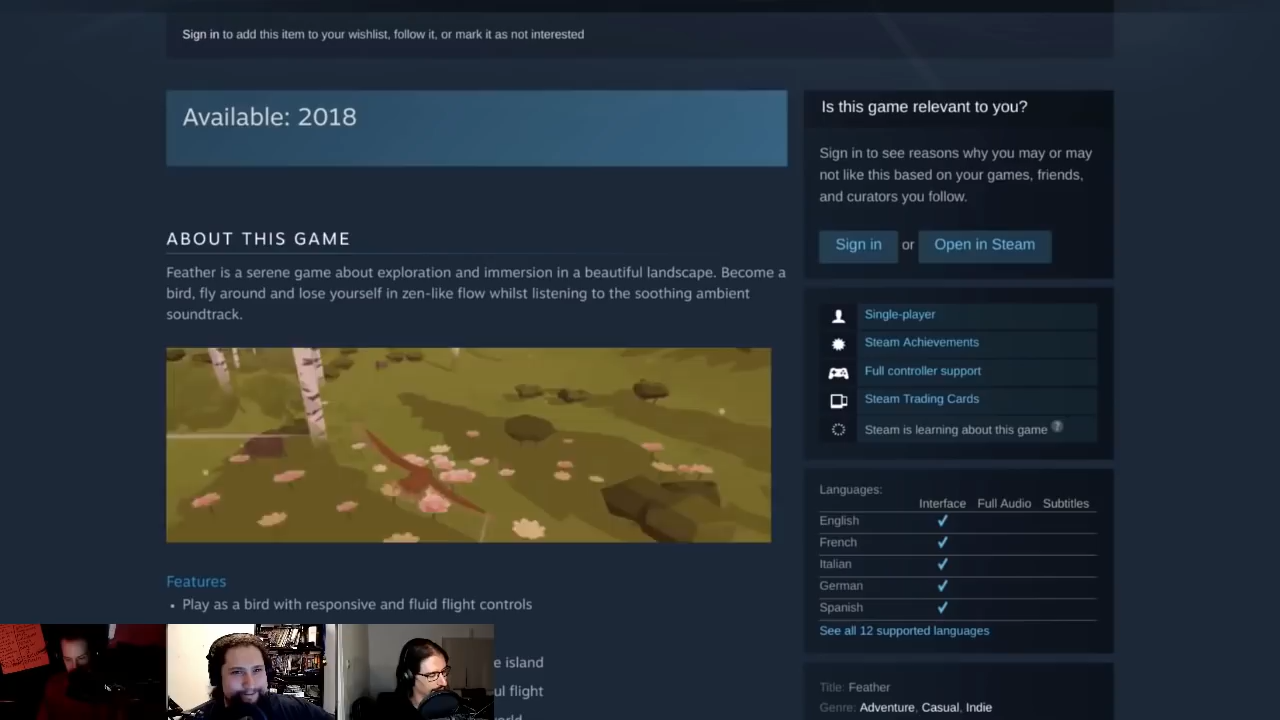 Sign in to add this item to your wishlist, follow it, or mark it as not interested
Available: 2018
ABOUT THIS GAME
Feather is a serene game about exploration and immersion in a beautiful landscape. Become a
bird, fly around and lose yourself in zen-like flow whilst listening to the soothing ambient
soundtrack.
Features
• Play as a bird with responsive and fluid flight controls
e island
ul flight
Is this game relevant to you?
Sign in to see reasons why you may or may
not like this based on your games, friends,
and curators you follow.
Sign in or Open in Steam
Single-player
Steam Achievements
Full controller support
Steam Trading Cards
Steam is learning about this game ?
Languages:
Interface Full Audio Subtitles
English ✔
French ✔
Italian ✔
German ✔
Spanish ✔
See all 12 supported languages
Title: Feather
Genre: Adventure, Casual, Indie